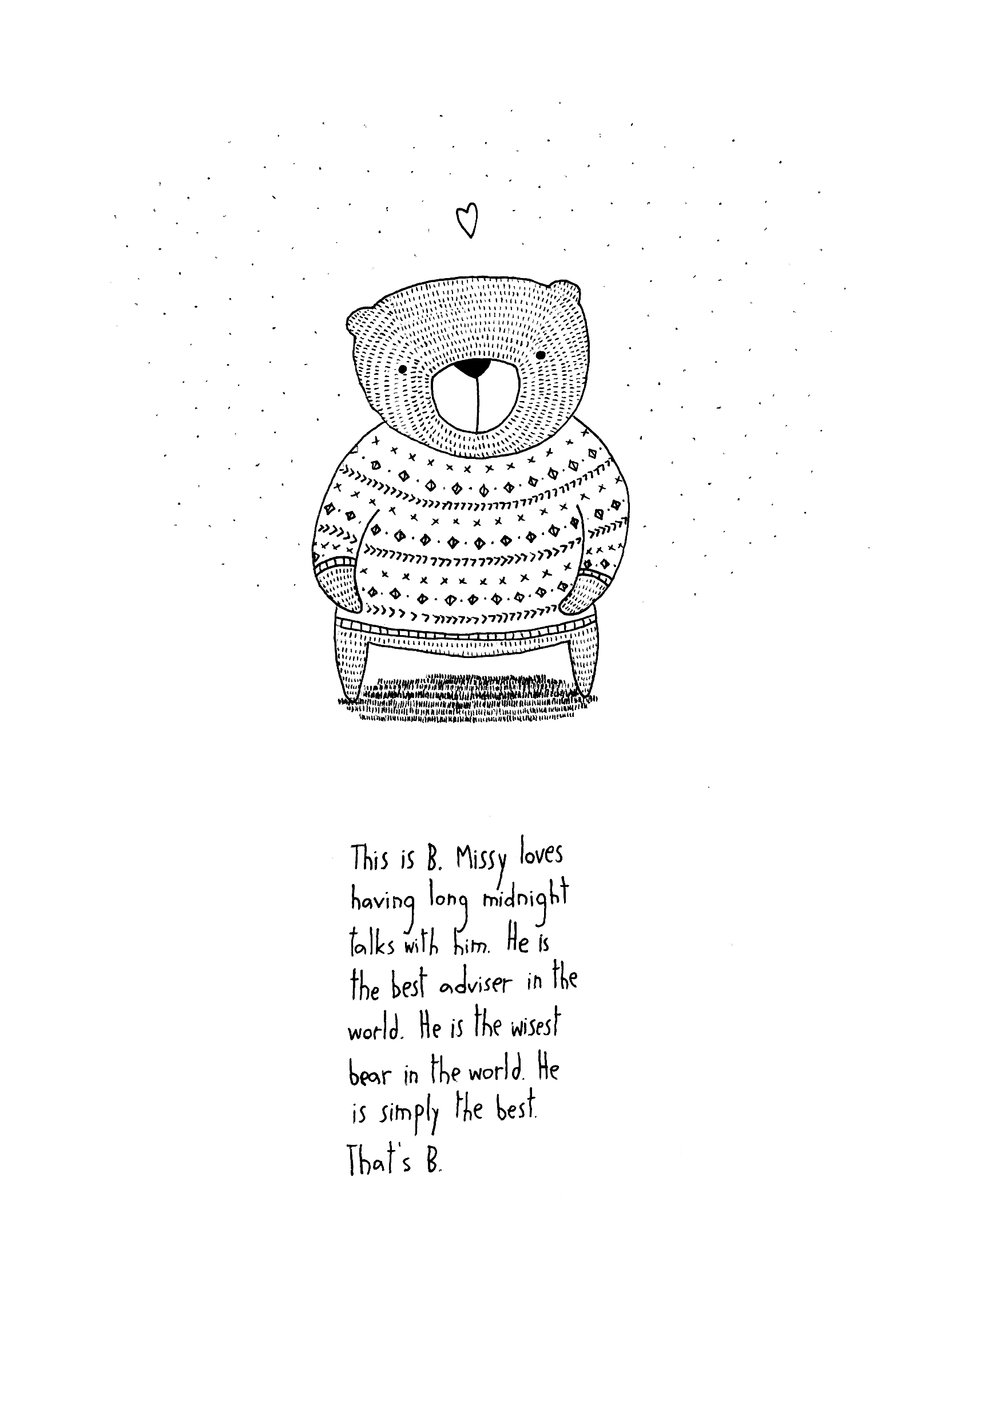 This is B. Missy loves
having long midnight
talks with him. He is
the best adviser in the
world. He is the wisest
bear in the world. He
is simply the best.
That's B.